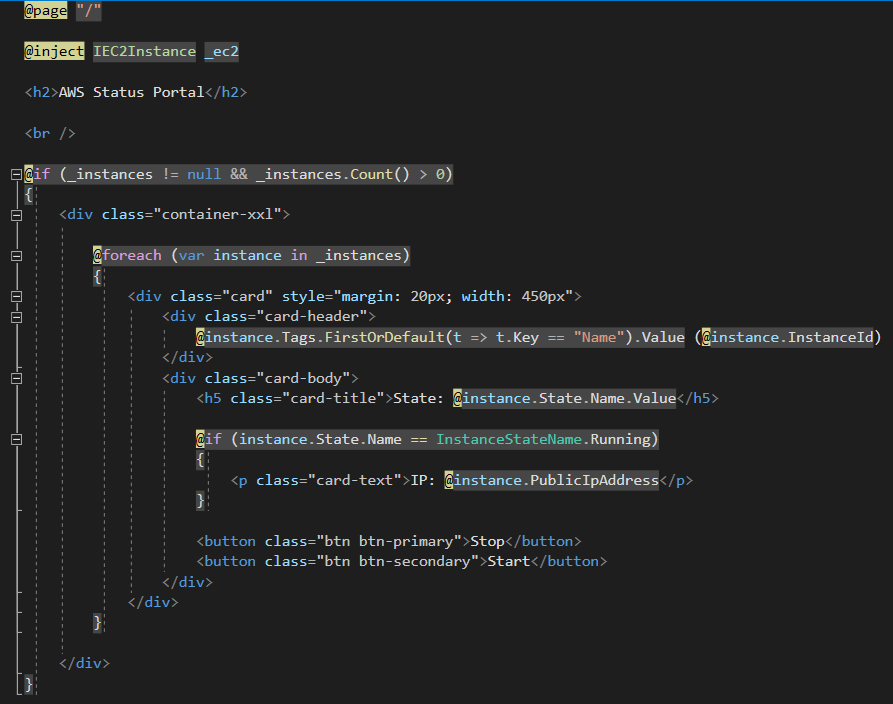 @page "/"
@inject IEC2Instance _ec2
<h2>AWS Status Portal</h2>
<br />
@if (_instances != null && _instances.Count() > 0)
{
<div class="container-xxl">
@foreach (var instance in _instances)
{
<div class="card" style="margin: 20px; width: 450px">
<div class="card-header">
@instance.Tags.FirstOrDefault(t => t.Key == "Name").Value (@instance.InstanceId)
</div>
<div class="card-body">
<h5 class="card-title">State: @instance.State.Name.Value</h5>
@if (instance.State.Name == InstanceStateName.Running)
{
<p class="card-text">IP: @instance.PublicIpAddress</p>
}
<button class="btn btn-primary">Stop</button>
<button class="btn btn-secondary">Start</button>
</div>
</div>
}
</div>
}